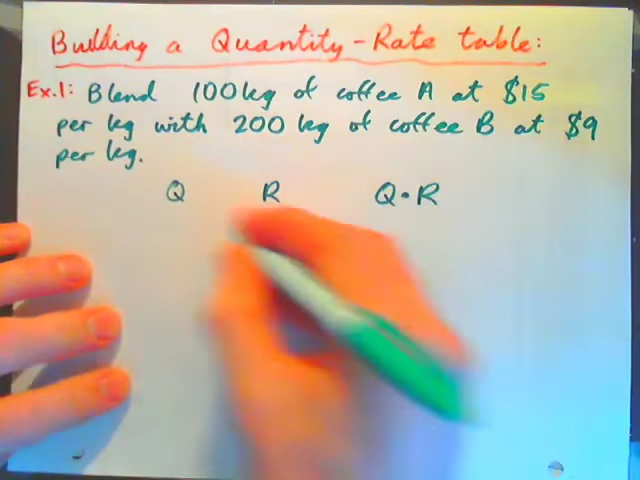 Building a Quantity-Rate table:
Ex.1: Blend 100kg of coffee A at $15
per kg with 200 kg of coffee B at $9
per kg.
Q R Q·R